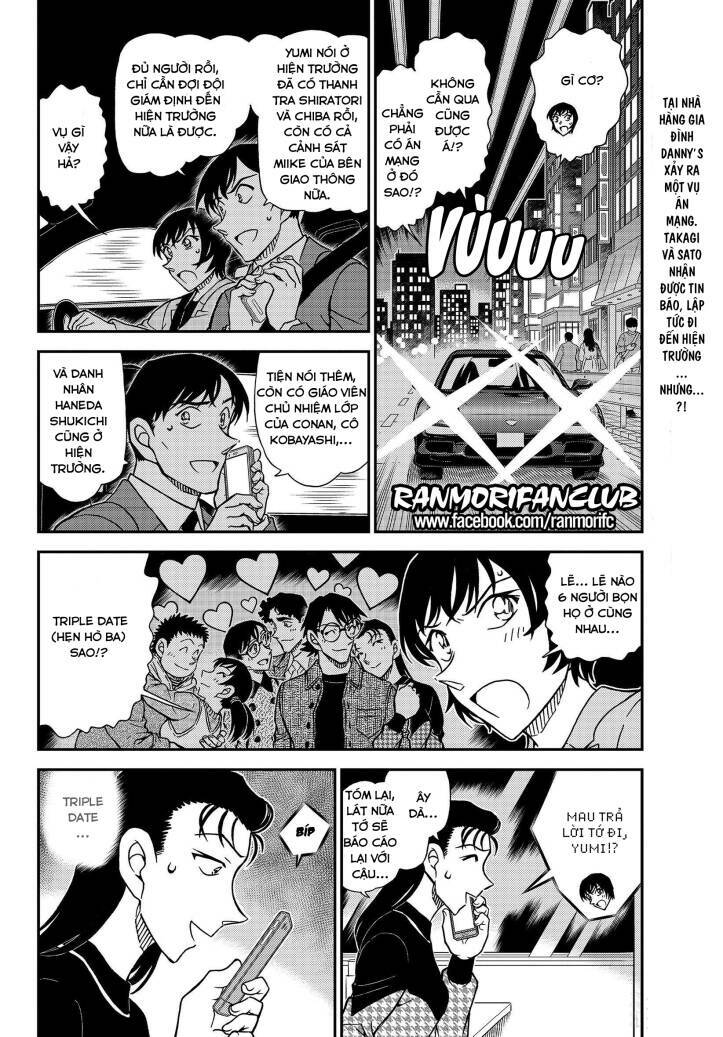 TẠI NHÀ
HÀNG GIA
ĐÌNH
DANNY'S
XẢY RA
MỘT VỤ
ÁN
MẠNG.
TAKAGI
VÀ SATO
NHẬN
ĐƯỢC TIN
BÁO, LẬP
TỨC ĐI
ĐẾN HIỆN
TRƯỜNG
...
NHƯNG...
?!
GÌ CƠ?
KHÔNG
CẦN QUA
CŨNG
ĐƯỢC
Á!?
CHẲNG
PHẢI
CÓ ÁN
MẠNG
Ở ĐÓ
SAO!?
VÚUUU
RANMORIFANCLUB
www.facebook.com/ranmorifc
YUMI NÓI Ở
HIỆN TRƯỜNG
ĐÃ CÓ THANH
TRA SHIRATORI
VÀ CHIBA RỒI,
CÒN CÓ CẢ
CẢNH SÁT
MIIKE CỦA BÊN
GIAO THÔNG
NỮA.
ĐỦ NGƯỜI RỒI,
CHỈ CẦN ĐỢI ĐỘI
GIÁM ĐỊNH ĐẾN
HIỆN TRƯỜNG
NỮA LÀ ĐƯỢC.
VỤ GÌ
VẬY
HẢ?
TIỆN NÓI THÊM,
CÒN CÓ GIÁO VIÊN
CHỦ NHIỆM LỚP
CỦA CONAN, CÔ
KOBAYASHI,...
VÀ DANH
NHÂN
HANEDA
SHUKICHI
CŨNG Ở
HIỆN
TRƯỜNG.
LẼ... LẼ NÀO
6 NGƯỜI BỌN
HỌ Ở CÙNG
NHAU...
TRIPLE DATE
(HẸN HÒ BA)
SAO!?
MAU TRẢ
LỜI TỚ ĐI,
YUMI!?
ÂY
DÀ...
TÓM LẠI,
LÁT NỮA
TỚ SẼ
BÁO CÁO
LẠI VỚI
CẬU...
BÍP
TRIPLE
DATE
...